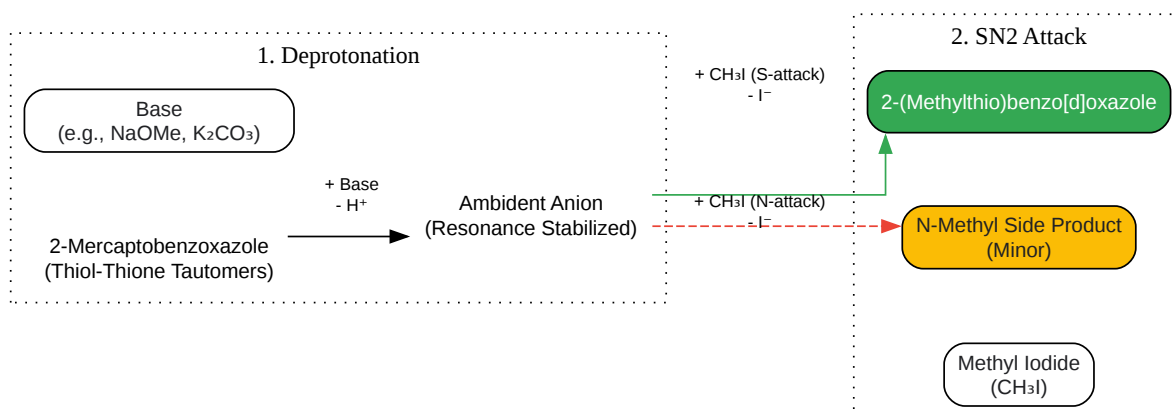 1. Deprotonation
Base
(e.g., NaOMe, K₂CO₃)
2-Mercaptobenzoxazole
(Thiol-Thione Tautomers)
+ Base
- H⁺
Ambident Anion
(Resonance Stabilized)
+ CH₃I (S-attack)
- I⁻
+ CH₃I (N-attack)
- I⁻
2. SN2 Attack
2-(Methylthio)benzo[d]oxazole
N-Methyl Side Product
(Minor)
Methyl Iodide
(CH₃I)